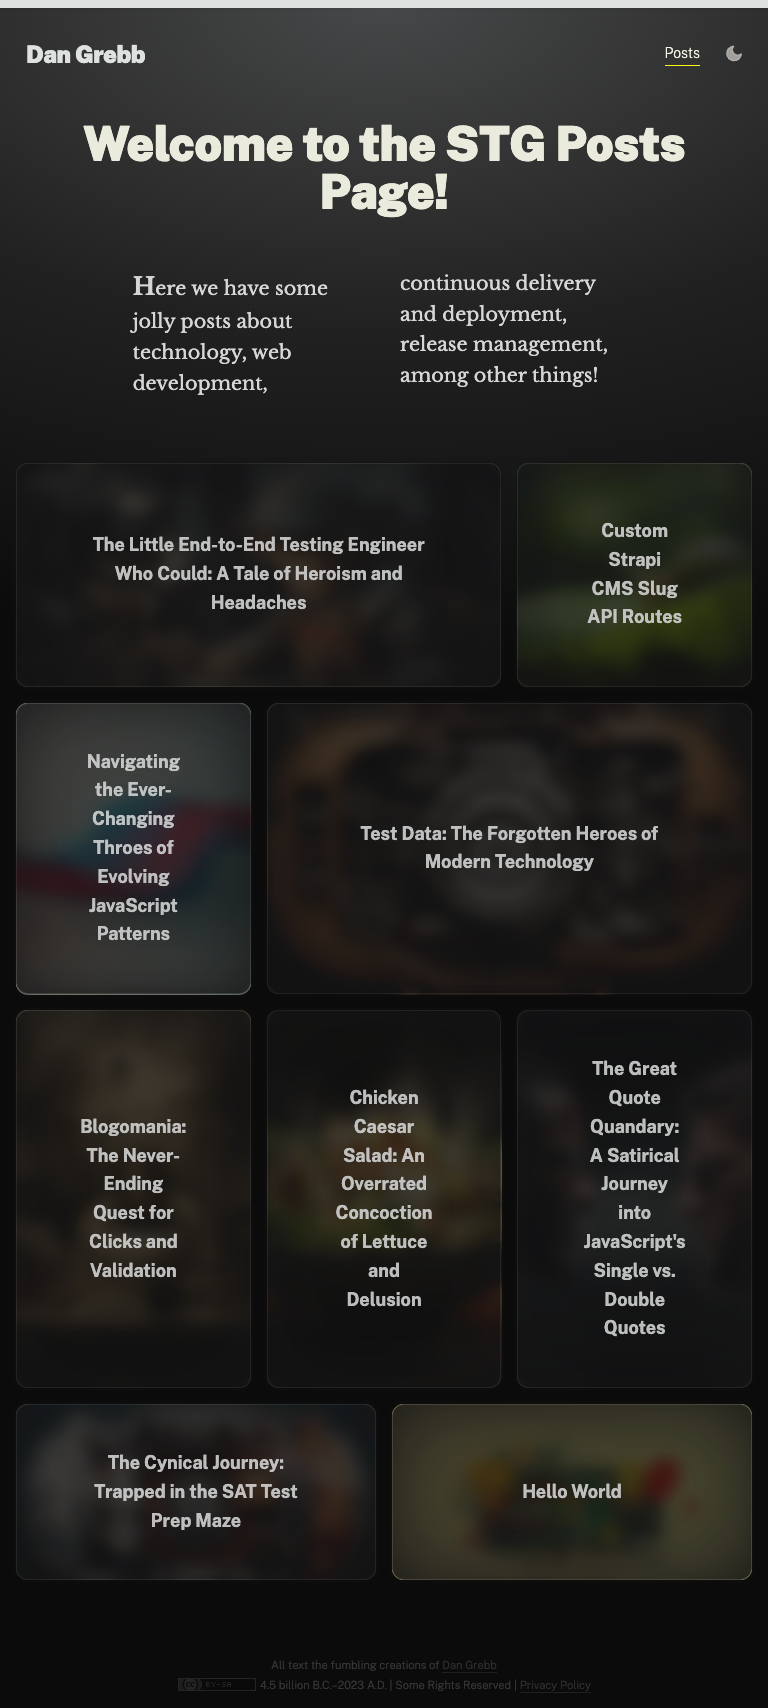 Dan Grebb
Posts
Welcome to the STG Posts
Page!
Here we have some
jolly posts about
technology, web
development,
continuous delivery
and deployment,
release management,
among other things!
The Little End-to-End Testing Engineer
Who Could: A Tale of Heroism and
Headaches
Custom
Strapi
CMS Slug
API Routes
Navigating
the Ever-
Changing
Throes of
Evolving
JavaScript
Patterns
Test Data: The Forgotten Heroes of
Modern Technology
Blogomania:
The Never-
Ending
Quest for
Clicks and
Validation
Chicken
Caesar
Salad: An
Overrated
Concoction
of Lettuce
and
Delusion
The Great
Quote
Quandary:
A Satirical
Journey
into
JavaScript's
Single vs.
Double
Quotes
The Cynical Journey:
Trapped in the SAT Test
Prep Maze
Hello World
All text the fumbling creations of Dan Grebb
cc BY-SA 4.5 billion B.C.–2023 A.D. | Some Rights Reserved | Privacy Policy